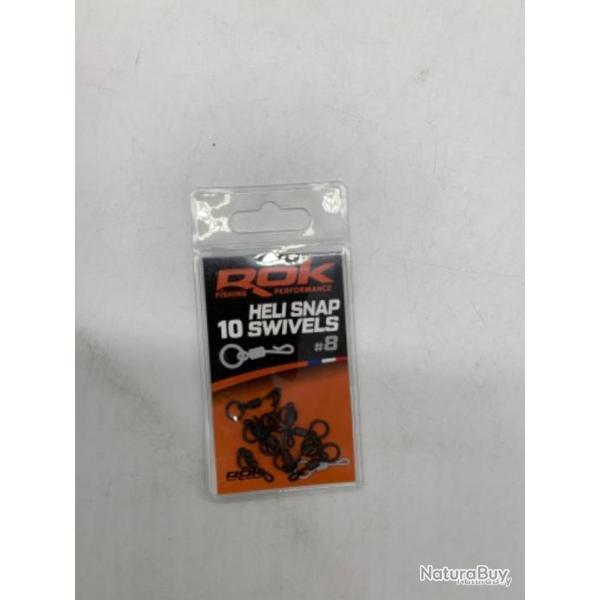 ROK
FISHING PERFORMANCE
HELI SNAP
10 SWIVELS
#8
ROK
NaturaBuy